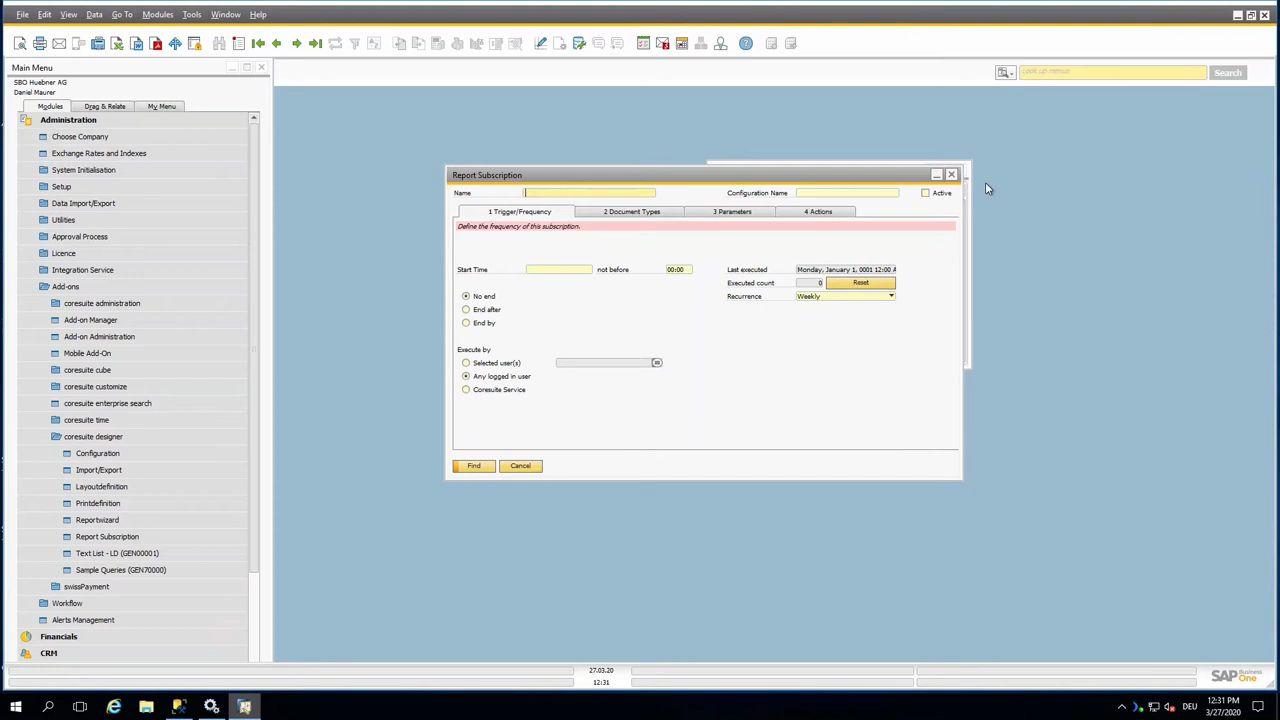 File Edit View Data Go To Modules Tools Window Help
Main Menu
SBO Huebner AG
Daniel Maurer
Look up menus Search
Modules Drag & Relate My Menu
Administration
Choose Company
Exchange Rates and Indexes
System Initialisation
Setup
Data Import/Export
Utilities
Approval Process
Licence
Integration Service
Add-ons
coresuite administration
Add-on Manager
Add-on Administration
Mobile Add-On
coresuite cube
coresuite customize
coresuite enterprise search
coresuite time
coresuite designer
Configuration
Import/Export
Layoutdefinition
Printdefinition
Reportwizard
Report Subscription
Text List - LD (GEN00001)
Sample Queries (GEN70000)
swissPayment
Workflow
Alerts Management
Financials
CRM
Report Subscription
Name Configuration Name Active
1 Trigger/Frequency 2 Document Types 3 Parameters 4 Actions
Define the frequency of this subscription.
Start Time not before 00:00 Last executed Monday, January 1, 0001 12:00 A
Executed count 0 Reset
No end Recurrence Weekly
End after
End by
Execute by
Selected user(s)
Any logged in user
Coresuite Service
Find Cancel
27.03.20
12:31
SAP Business One
DEU 12:31 PM
3/27/2020